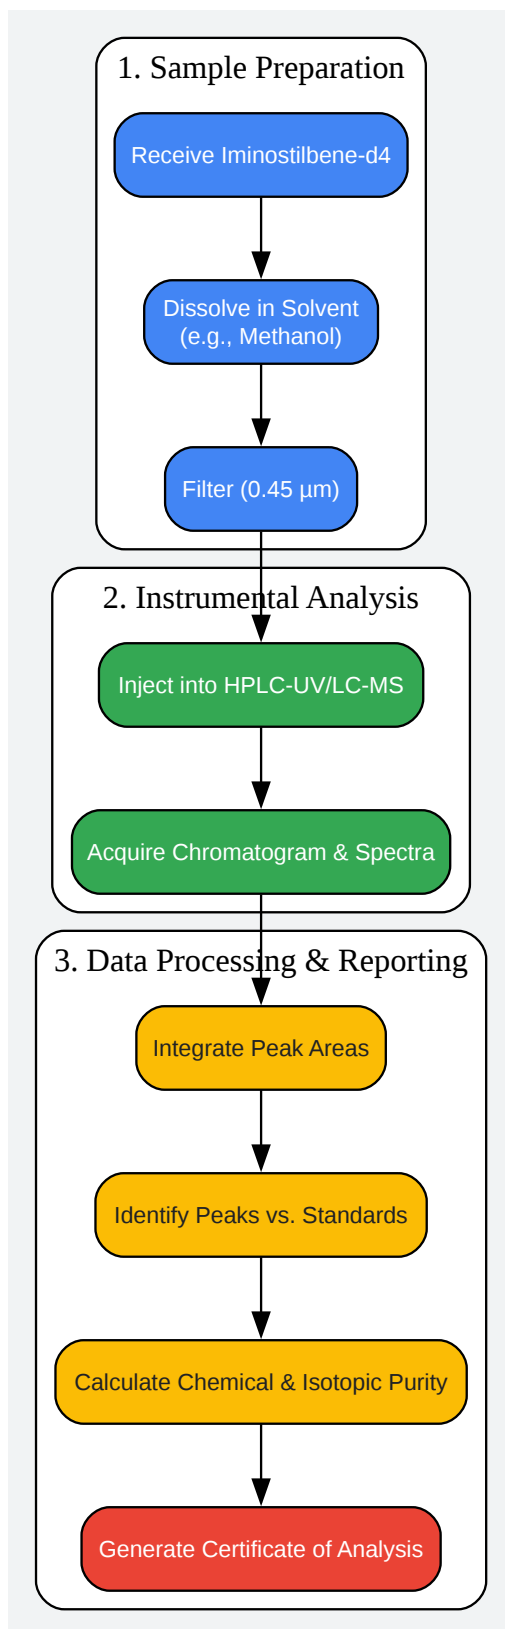 1. Sample Preparation
Receive Iminostilbene-d4
Dissolve in Solvent
(e.g., Methanol)
Filter (0.45 µm)
2. Instrumental Analysis
Inject into HPLC-UV/LC-MS
Acquire Chromatogram & Spectra
3. Data Processing & Reporting
Integrate Peak Areas
Identify Peaks vs. Standards
Calculate Chemical & Isotopic Purity
Generate Certificate of Analysis